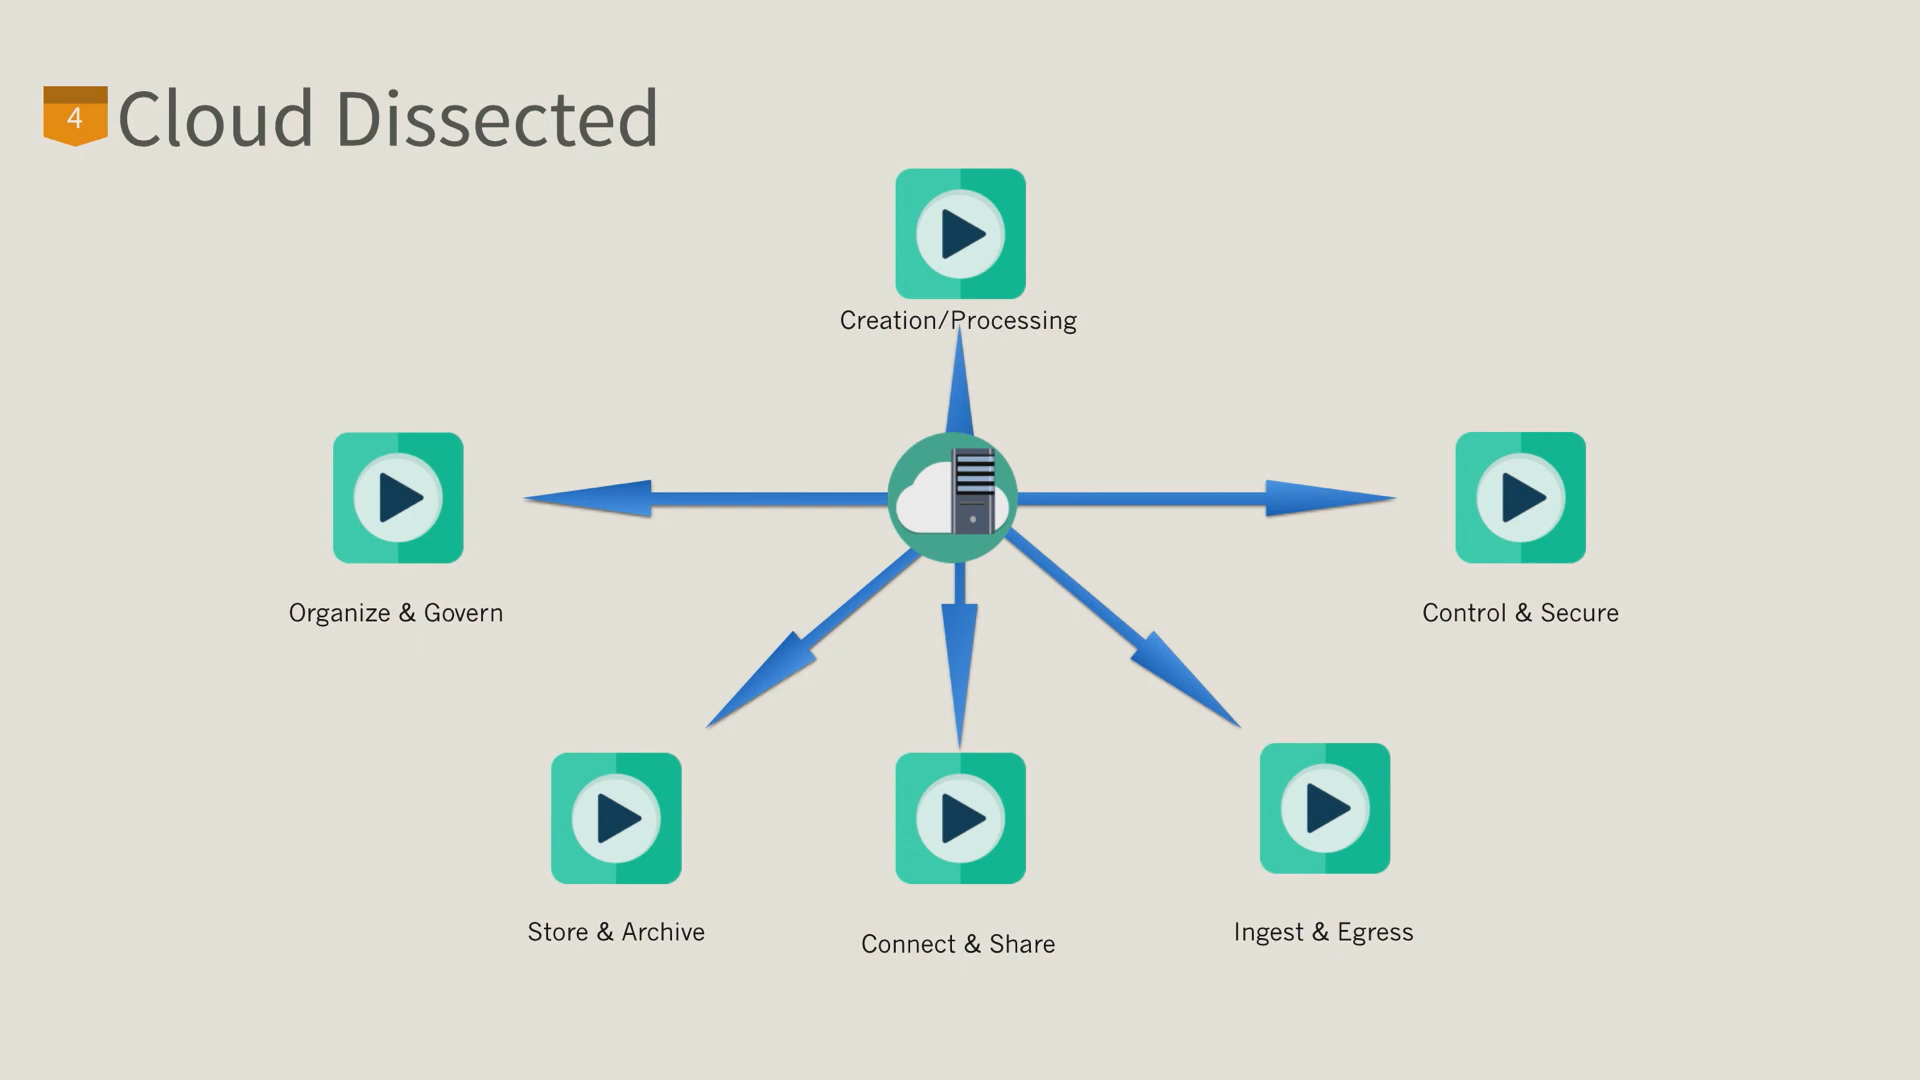 4
Cloud Dissected
Creation/Processing
Organize & Govern
Control & Secure
Store & Archive
Connect & Share
Ingest & Egress